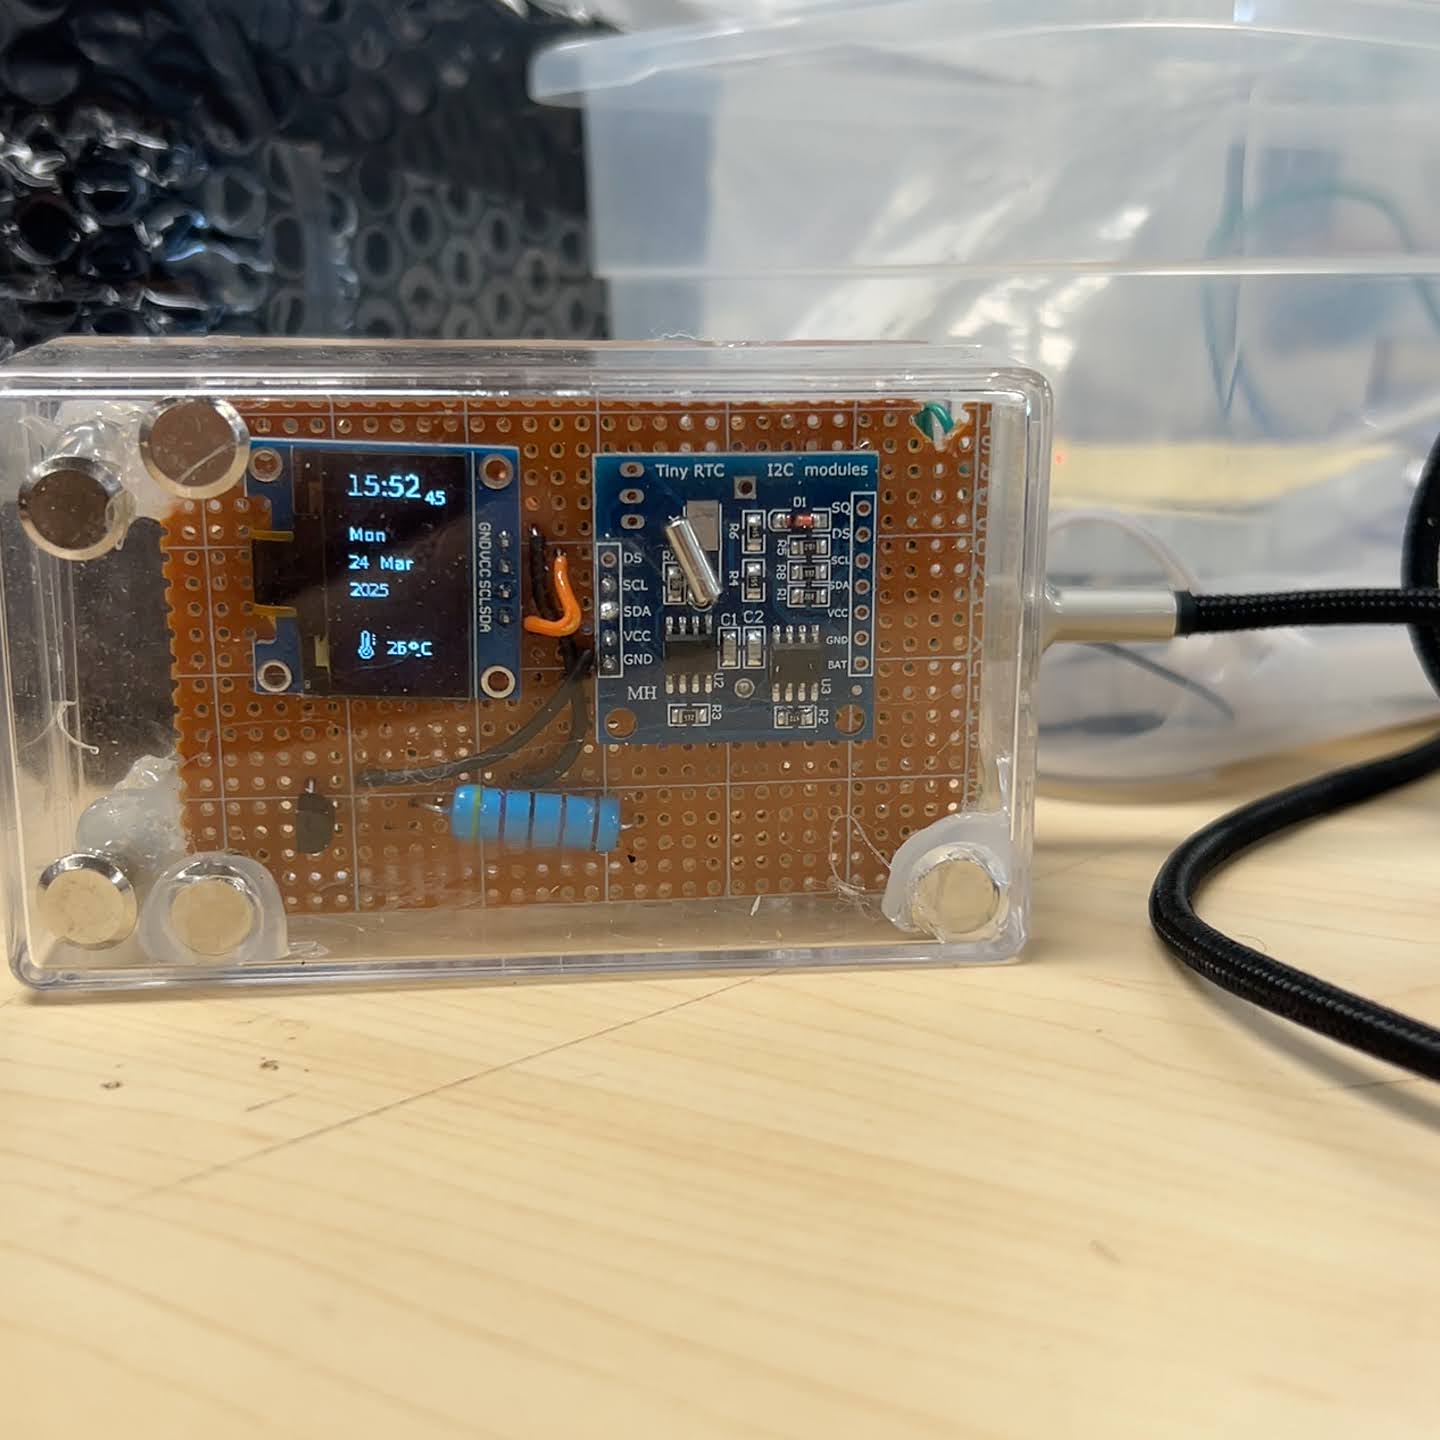 15:52 45
Mon
24 Mar
2025
26°C
GND VCC SCL SDA
Tiny RTC I2C modules
DS
SCL
SDA
VCC
GND
MH
R6
R4
C1 C2
U2
R3
D1
R5
R8
R1
U3
R2
SQ
DS
SCL
SDA
VCC
GND
BAT